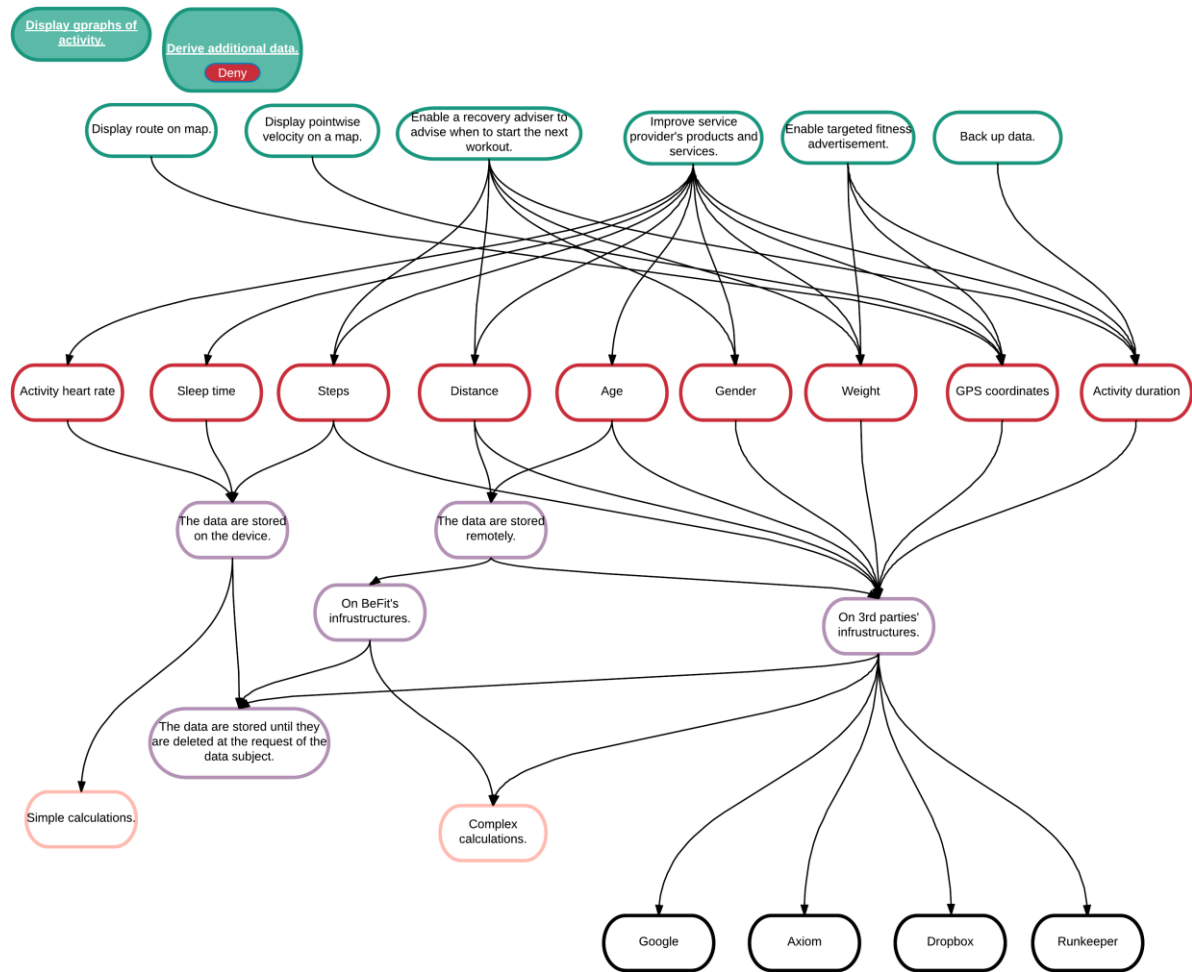 Display gpraphs of
activity.
Derive additional data.
Deny
Display route on map.
Display pointwise
velocity on a map.
Enable a recovery adviser to
advise when to start the next
workout.
Improve service
provider's products and
services.
Enable targeted fitness
advertisement.
Back up data.
Activity heart rate
Sleep time
Steps
Distance
Age
Gender
Weight
GPS coordinates
Activity duration
The data are stored
on the device.
The data are stored
remotely.
On BeFit's
infrustructures.
On 3rd parties'
infrustructures.
The data are stored until they
are deleted at the request of the
data subject.
Simple calculations.
Complex
calculations.
Google
Axiom
Dropbox
Runkeeper